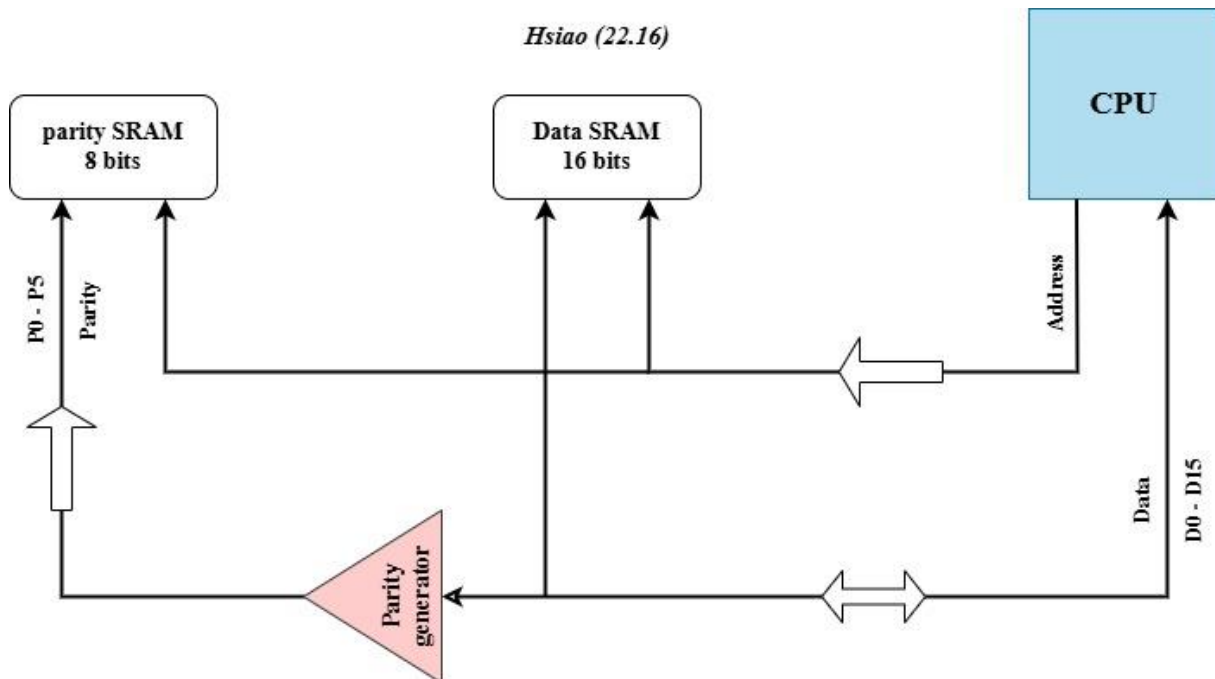 Hsiao (22.16)
CPU
parity SRAM
8 bits
Data SRAM
16 bits
P0 - P5
Parity
Address
Data
D0 - D15
Parity
generator